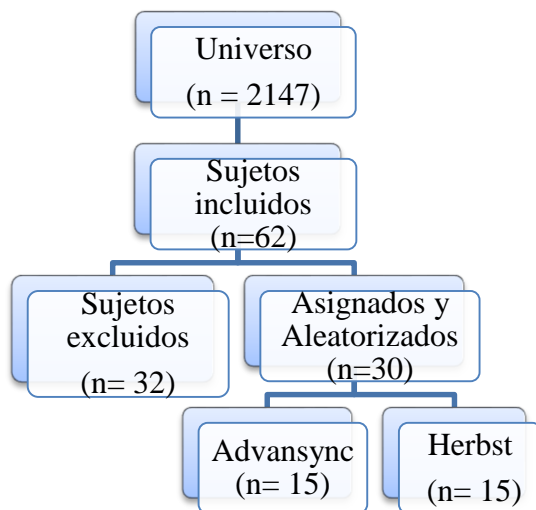 Universo
(n = 2147)
Sujetos
incluidos
(n=62)
Sujetos
excluidos
(n= 32)
Asignados y
Aleatorizados
(n=30)
Advansync
(n= 15)
Herbst
(n= 15)